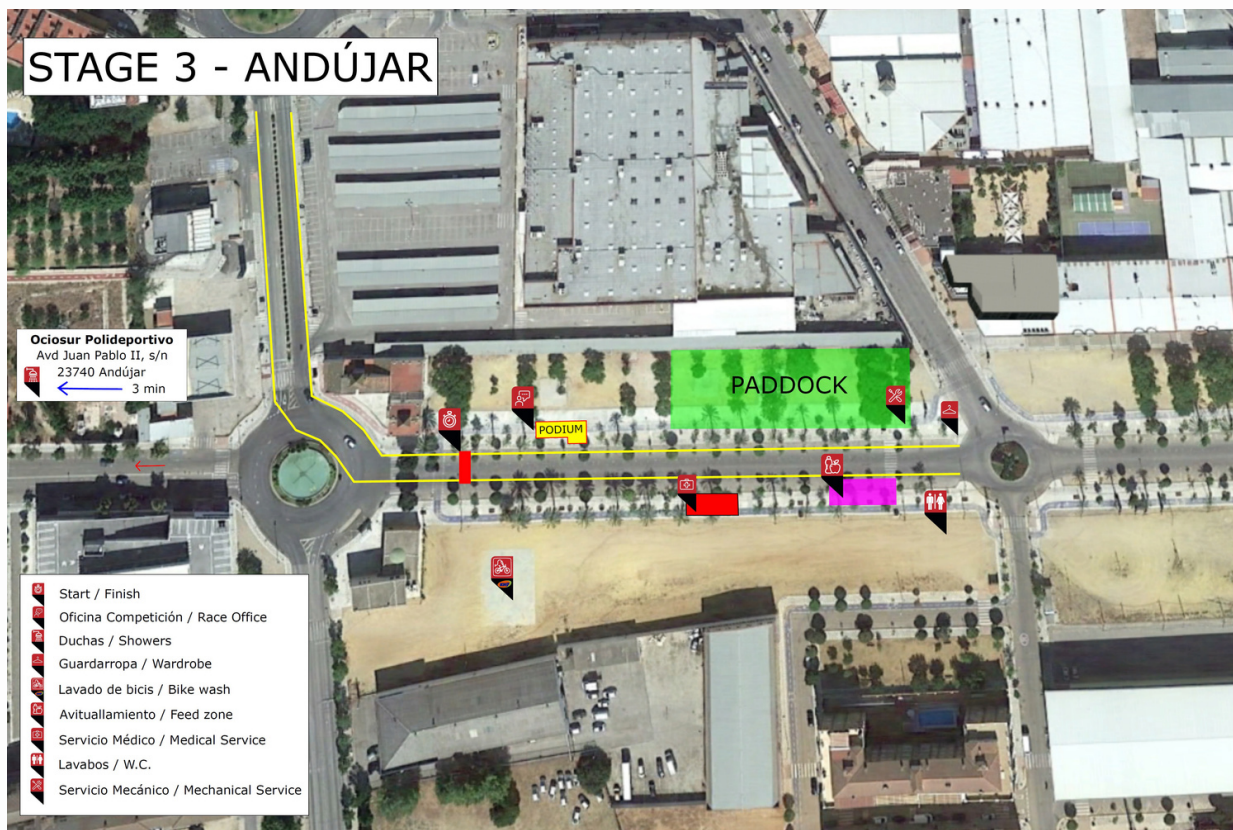 STAGE 3 - ANDÚJAR
Ociosur Polideportivo
Avd Juan Pablo II, s/n
23740 Andújar
3 min
PADDOCK
PODIUM
Start / Finish
Oficina Competición / Race Office
Duchas / Showers
Guardarropa / Wardrobe
Lavado de bicis / Bike wash
Avituallamiento / Feed zone
Servicio Médico / Medical Service
Lavabos / W.C.
Servicio Mecánico / Mechanical Service